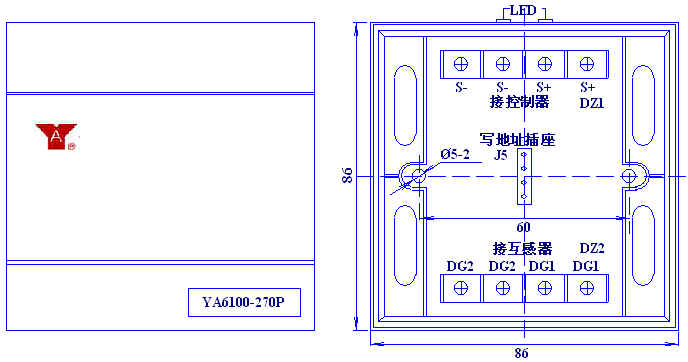 A
®
YA6100-270P
LED
S- S- S+ S+
接控制器 DZ1
写地址插座
Ø5-2 J5
86
60
接互感器 DZ2
DG2 DG2 DG1 DG1
86